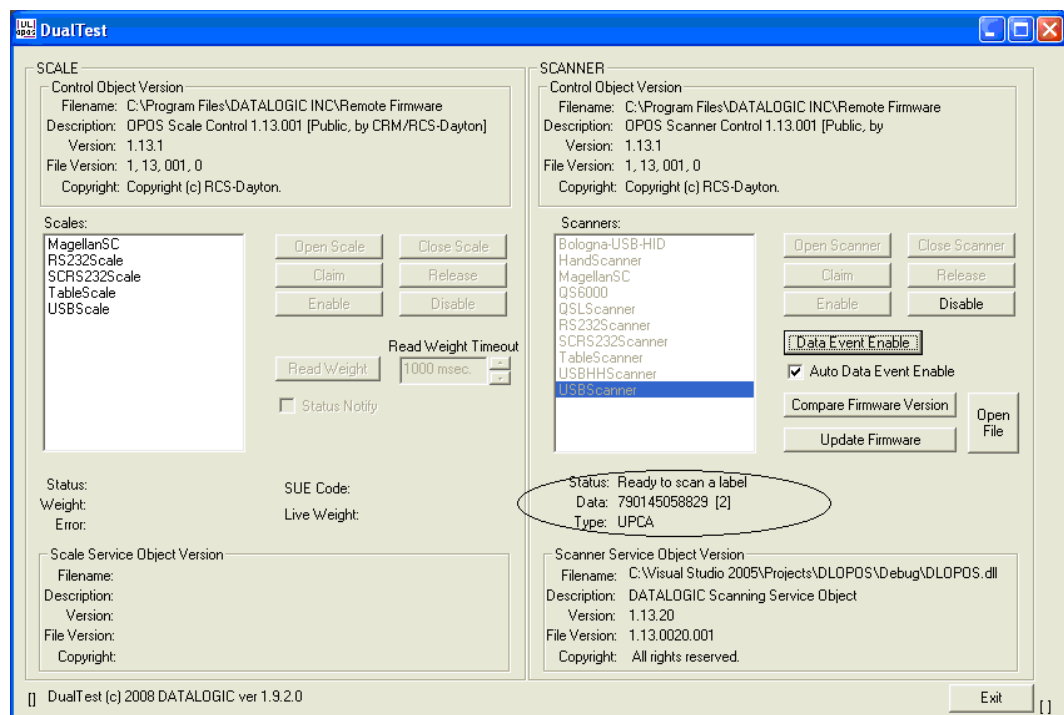 UL
opos
DualTest
SCALE
Control Object Version
Filename: C:\Program Files\DATALOGIC INC\Remote Firmware
Description: OPOS Scale Control 1.13.001 [Public, by CRM/RCS-Dayton]
Version: 1.13.1
File Version: 1, 13, 001, 0
Copyright: Copyright (c) RCS-Dayton.
Scales:
MagellanSC
RS232Scale
SCRS232Scale
TableScale
USBScale
Open Scale
Close Scale
Claim
Release
Enable
Disable
Read Weight Timeout
Read Weight
1000 msec.
Status Notify
Status:
Weight:
Error:
SUE Code:
Live Weight:
Scale Service Object Version
Filename:
Description:
Version:
File Version:
Copyright:
SCANNER
Control Object Version
Filename: C:\Program Files\DATALOGIC INC\Remote Firmware
Description: OPOS Scanner Control 1.13.001 [Public, by
Version: 1.13.1
File Version: 1, 13, 001, 0
Copyright: Copyright (c) RCS-Dayton.
Scanners:
Bologna-USB-HID
HandScanner
MagellanSC
QS6000
QSLScanner
RS232Scanner
SCRS232Scanner
TableScanner
USBHHScanner
USBScanner
Open Scanner
Close Scanner
Claim
Release
Enable
Disable
Data Event Enable
Auto Data Event Enable
Compare Firmware Version
Update Firmware
Open
File
Status: Ready to scan a label
Data: 790145058829 [2]
Type: UPCA
Scanner Service Object Version
Filename: C:\Visual Studio 2005\Projects\DLOPOS\Debug\DLOPOS.dll
Description: DATALOGIC Scanning Service Object
Version: 1.13.20
File Version: 1.13.0020.001
Copyright: All rights reserved.
[] DualTest (c) 2008 DATALOGIC ver 1.9.2.0
Exit
[ ]